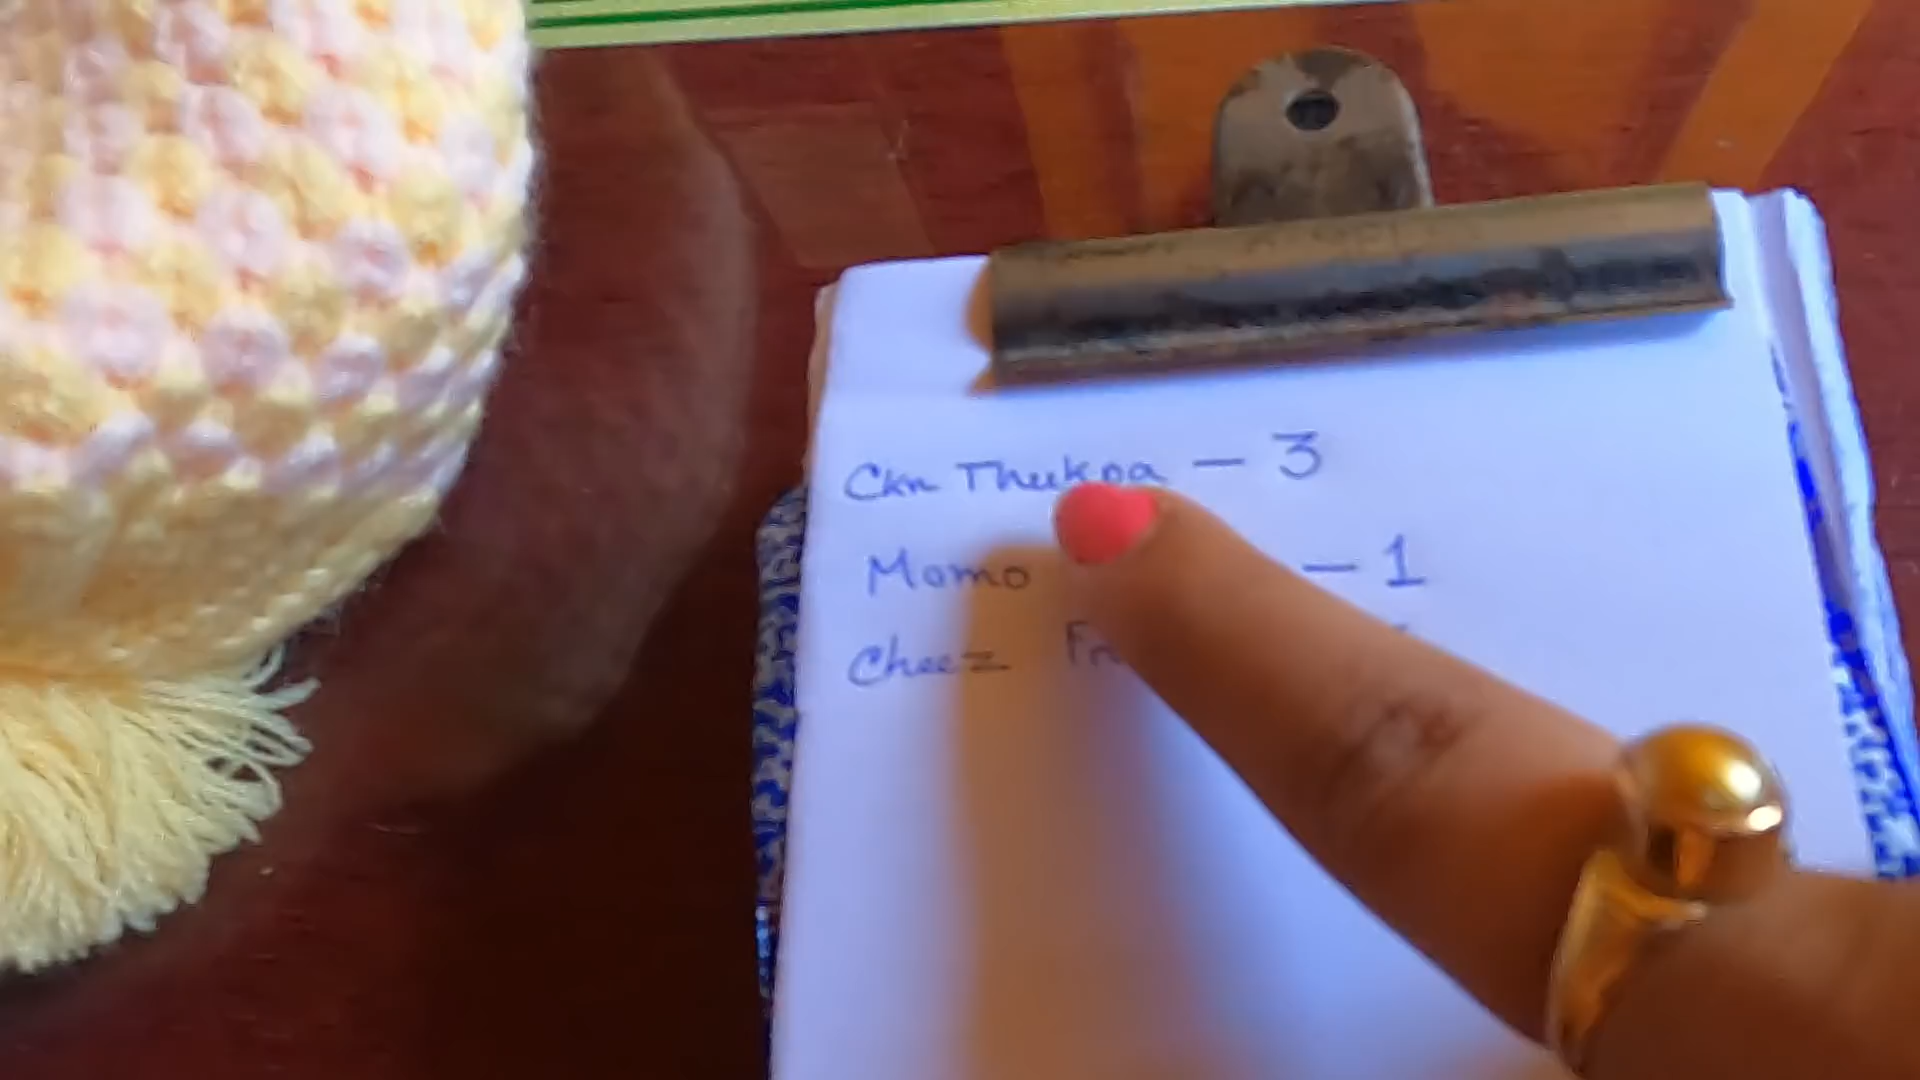 Ckn Thukpa — 3
Momo — 1
Cheez